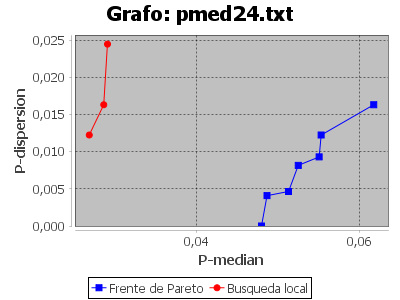 Grafo: pmed24.txt
0,025
0,020
0,015
0,010
0,005
0,000
P-dispersion
0,04 0,06
P-median
Frente de Pareto Busqueda local